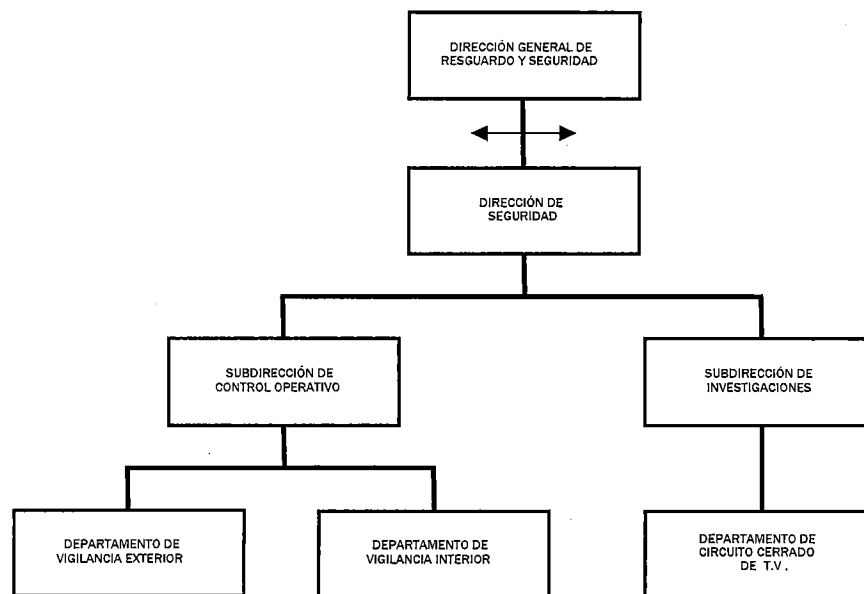 DIRECCIÓN GENERAL DE
RESGUARDO Y SEGURIDAD
DIRECCIÓN DE
SEGURIDAD
SUBDIRECCIÓN DE
CONTROL OPERATIVO
SUBDIRECCIÓN DE
INVESTIGACIONES
DEPARTAMENTO DE
VIGILANCIA EXTERIOR
DEPARTAMENTO DE
VIGILANCIA INTERIOR
DEPARTAMENTO DE
CIRCUITO CERRADO
DE T.V.